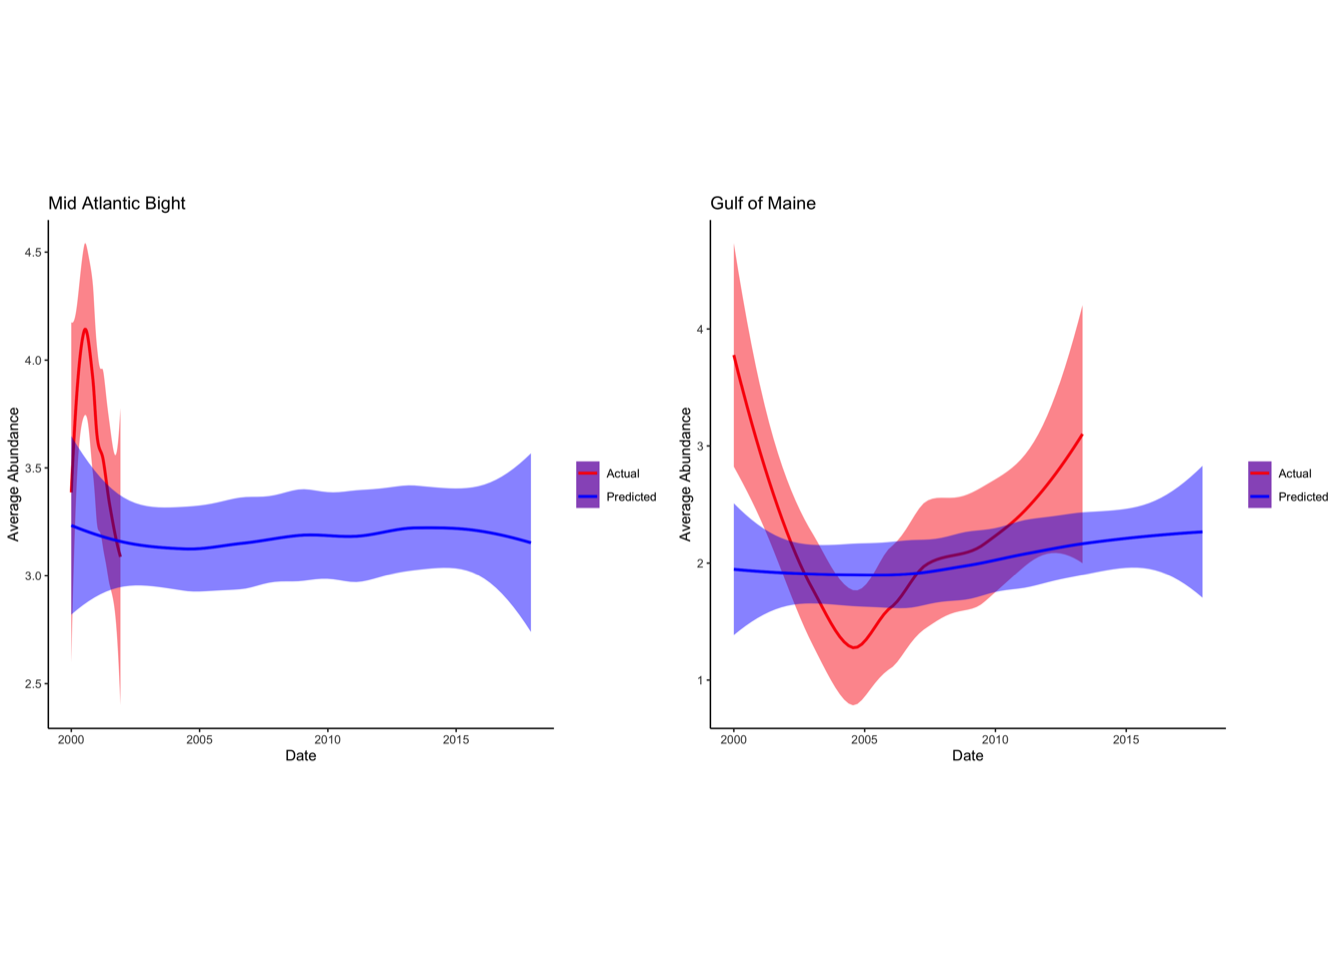 Mid Atlantic Bight
Average Abundance
4.5
4.0
3.5
3.0
2.5
2000
2005
2010
2015
Date
Actual
Predicted
Gulf of Maine
Average Abundance
4
3
2
1
2000
2005
2010
2015
Date
Actual
Predicted